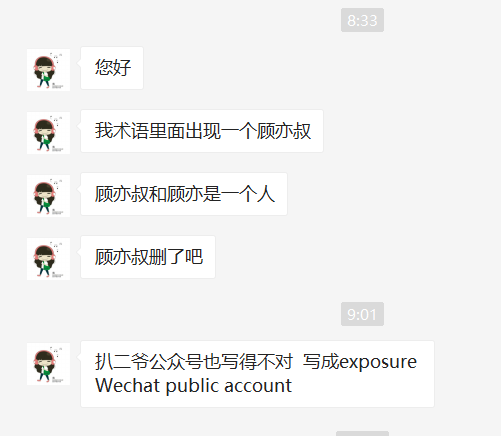 8:33
您好
我术语里面出现一个顾亦叔
顾亦叔和顾亦是一个人
顾亦叔删了吧
9:01
扒二爷公众号也写得不对  写成exposure
Wechat public account